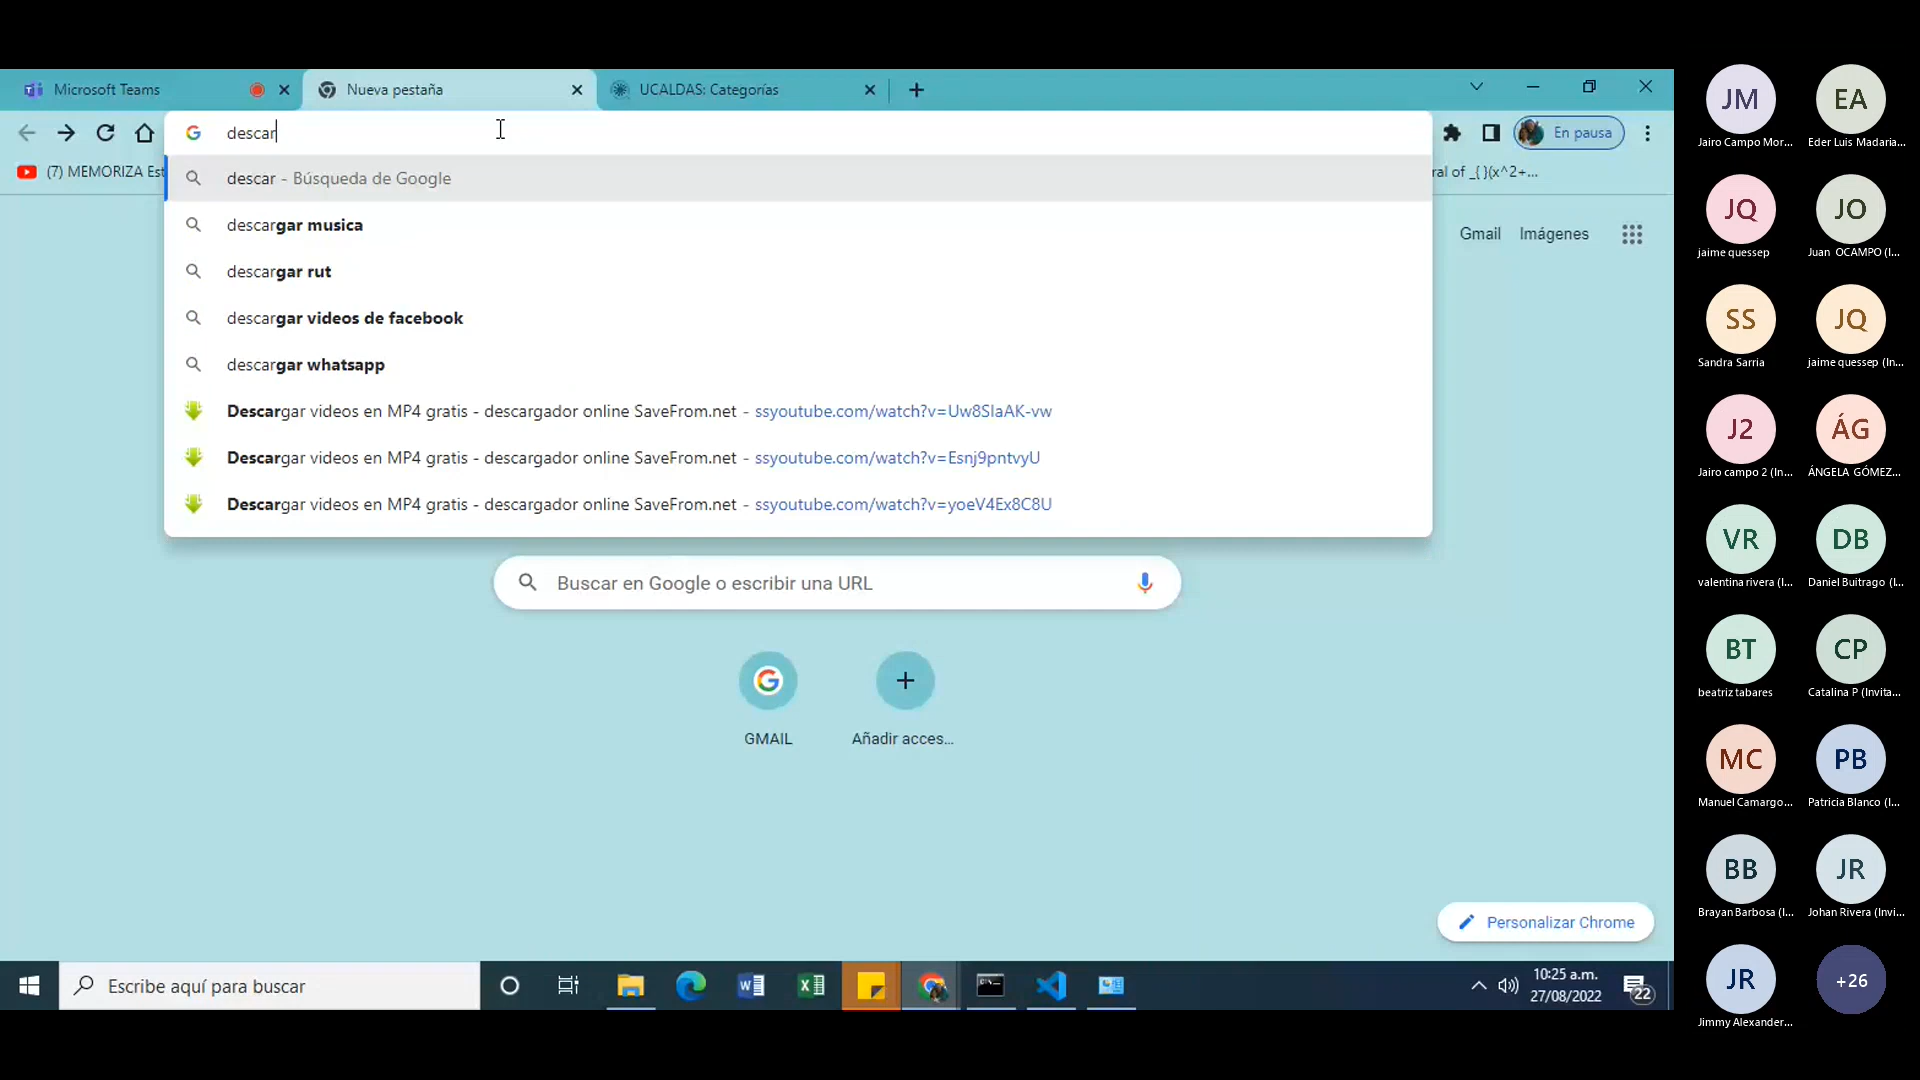 Microsoft Teams
Nueva pestaña
UCALDAS: Categorías
descar
En pausa
(7) MEMORIZA Est
ral of _{ }(x^2+...
descar - Búsqueda de Google
descargar musica
descargar rut
descargar videos de facebook
descargar whatsapp
Descargar videos en MP4 gratis - descargador online SaveFrom.net - ssyoutube.com/watch?v=Uw8SIaAK-vw
Descargar videos en MP4 gratis - descargador online SaveFrom.net - ssyoutube.com/watch?v=Esnj9pntvyU
Descargar videos en MP4 gratis - descargador online SaveFrom.net - ssyoutube.com/watch?v=yoeV4Ex8C8U
Gmail Imágenes
Buscar en Google o escribir una URL
GMAIL
Añadir acces...
Personalizar Chrome
Escribe aquí para buscar
10:25 a.m.
27/08/2022
22
JM EA
Jairo Campo Mor... Eder Luis Madaria...
JQ JO
jaime quessep Juan OCAMPO (I...
SS JQ
Sandra Sarria jaime quessep (In...
J2 ÁG
Jairo campo 2 (In... ÁNGELA GÓMEZ...
VR DB
valentina rivera (I... Daniel Buitrago (I...
BT CP
beatriz tabares Catalina P (Invita...
MC PB
Manuel Camargo... Patricia Blanco (I...
BB JR
Brayan Barbosa (I... Johan Rivera (Invi...
JR +26
Jimmy Alexander...